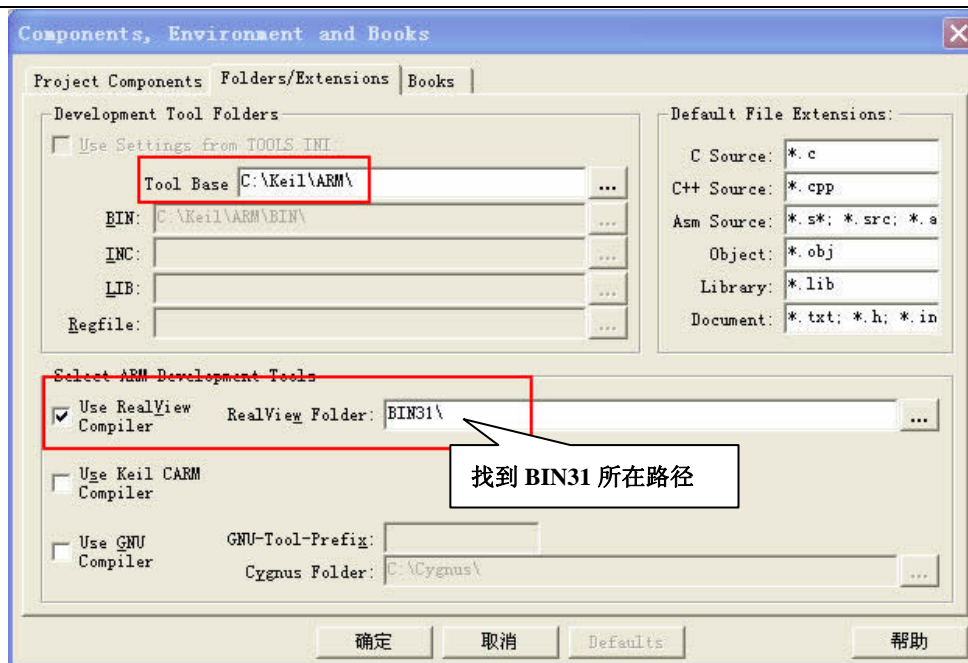 Components, Environment and Books
Project Components Folders/Extensions Books
Development Tool Folders
Use Settings from TOOLS.INI:
Tool Base C:\Keil\ARM\ ...
BIN: C:\Keil\ARM\BIN\ ...
INC: ...
LIB: ...
Regfile: ...
Default File Extensions:
C Source: *.c
C++ Source: *.cpp
Asm Source: *.s*; *.src; *.a
Object: *.obj
Library: *.lib
Document: *.txt; *.h; *.in
Select ARM Development Tools
Use RealView Compiler RealView Folder: BIN31\ ...
找到 BIN31 所在路径
Use Keil CARM
Compiler
Use GNU
Compiler
GNU-Tool-Prefix:
Cygnus Folder: C:\Cygnus\ ...
确定 取消 Defaults 帮助